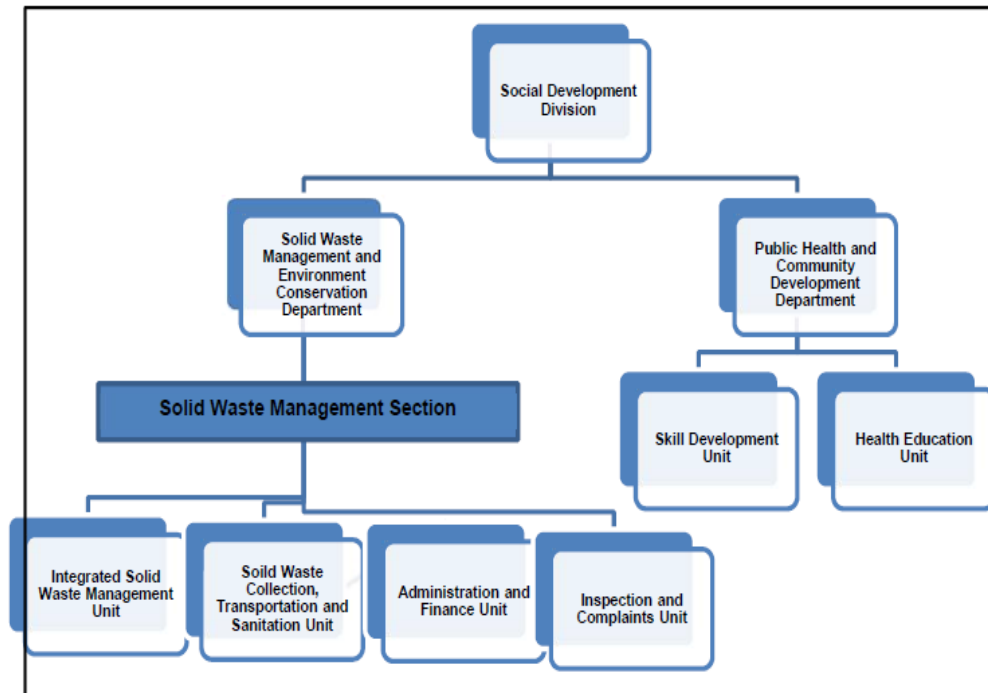 Social Development
Division
Solid Waste
Management and
Environment
Conservation
Department
Public Health and
Community
Development
Department
Solid Waste Management Section
Skill Development
Unit
Health Education
Unit
Integrated Solid
Waste Management
Unit
Soild Waste
Collection,
Transportation and
Sanitation Unit
Administration and
Finance Unit
Inspection and
Complaints Unit